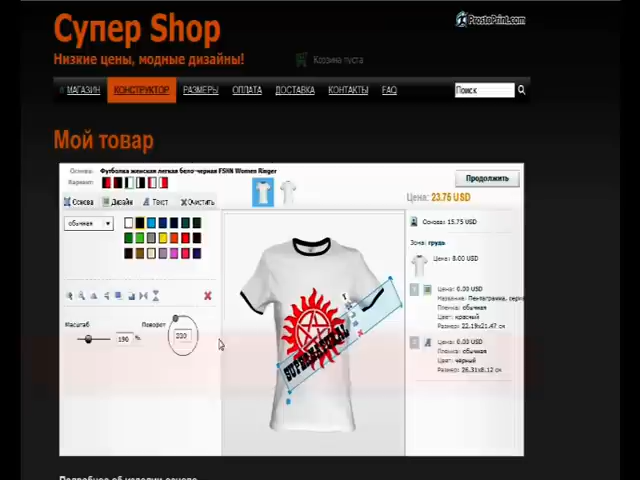 Супер Shop
ProstoPrint.com
Низкие цены, модные дизайны!
Корзина пуста
МАГАЗИН КОНСТРУКТОР РАЗМЕРЫ ОПЛАТА ДОСТАВКА КОНТАКТЫ FAQ
Поиск
Мой товар
Основа: Футболка женская легкая бело-черная FSHN Women Ringer
Вариант:
Продолжить
Основа Дизайн Текст Очистить
Цена: 23.75 USD
обычная
Основа: 15.75 USD
Зона: грудь
Цена: 8.00 USD
Цена: 0.00 USD
Название: Пентаграмма, серии
Пленка: обычная
Цвет: красный
Размер: 22.19x21.47 см
Масштаб 190 %
Поворот 330
SUPERNATURAL
Цена: 0.00 USD
Пленка: обычная
Цвет: черный
Размер: 26.31x8.12 см